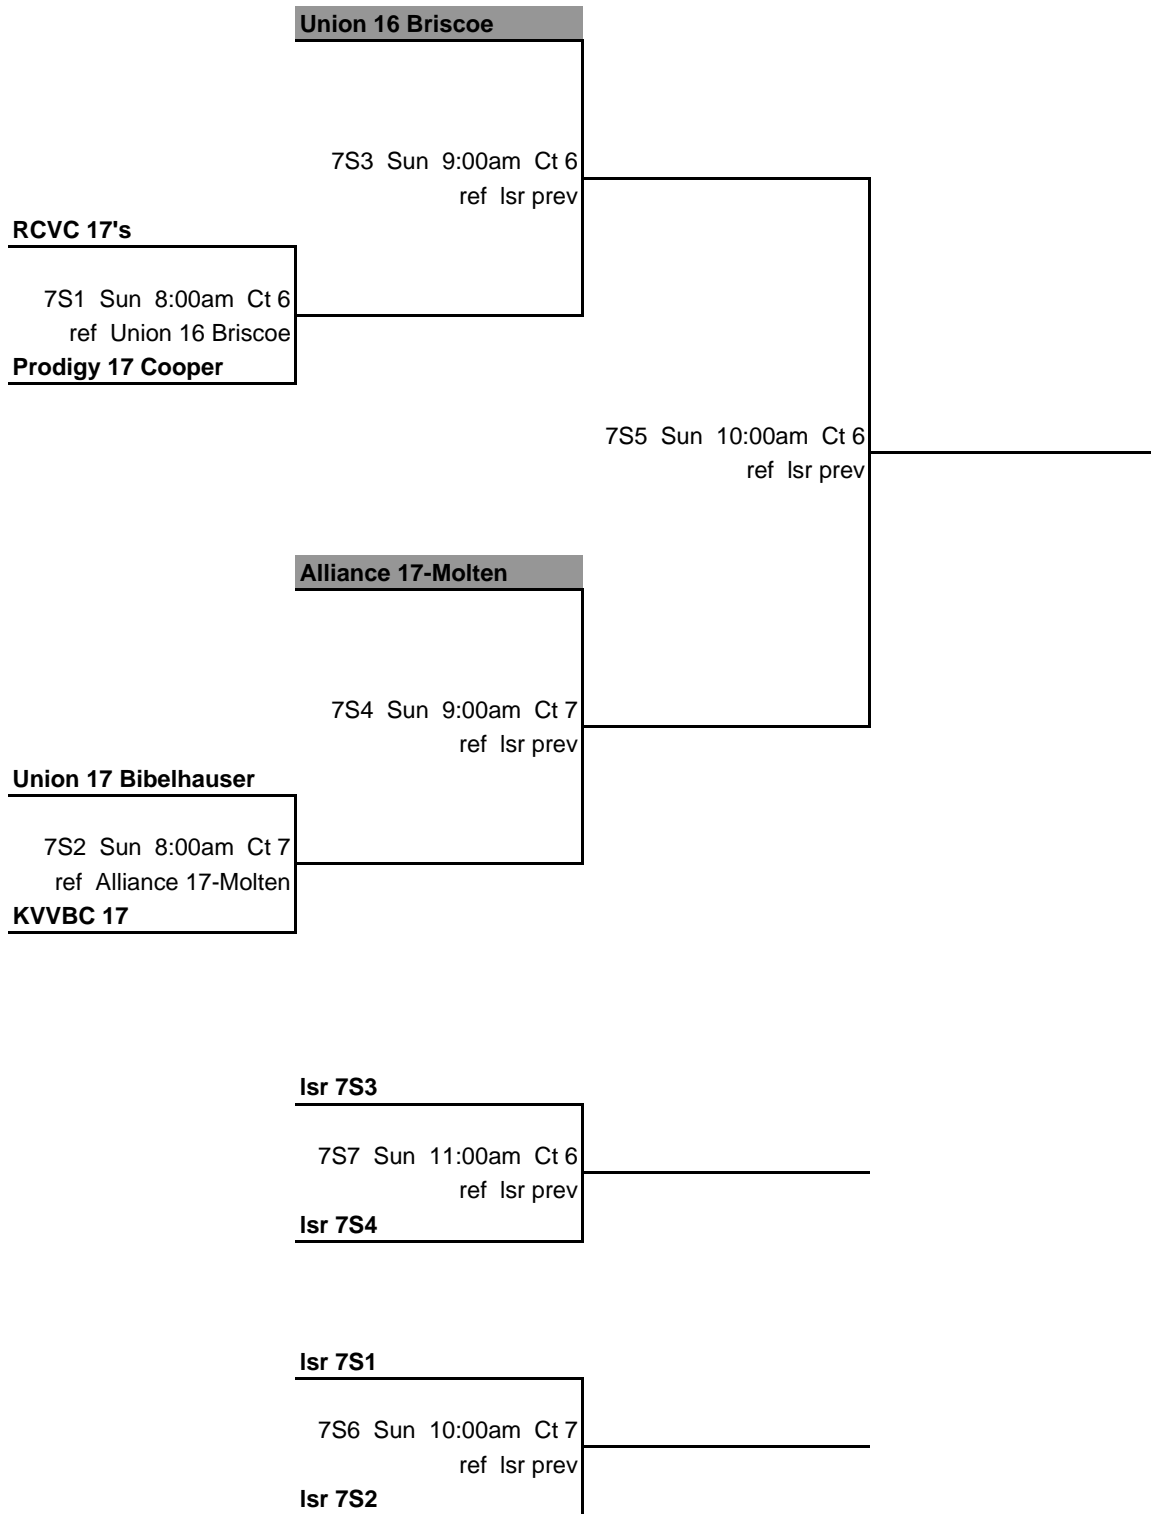 Union 16 Briscoe
7S3 Sun 9:00am Ct 6
ref lsr prev
RCVC 17's
7S1 Sun 8:00am Ct 6
ref Union 16 Briscoe
Prodigy 17 Cooper
7S5 Sun 10:00am Ct 6
ref lsr prev
Alliance 17-Molten
7S4 Sun 9:00am Ct 7
ref lsr prev
Union 17 Bibelhauser
7S2 Sun 8:00am Ct 7
ref Alliance 17-Molten
KVVBC 17
lsr 7S3
7S7 Sun 11:00am Ct 6
ref lsr prev
lsr 7S4
lsr 7S1
7S6 Sun 10:00am Ct 7
ref lsr prev
lsr 7S2